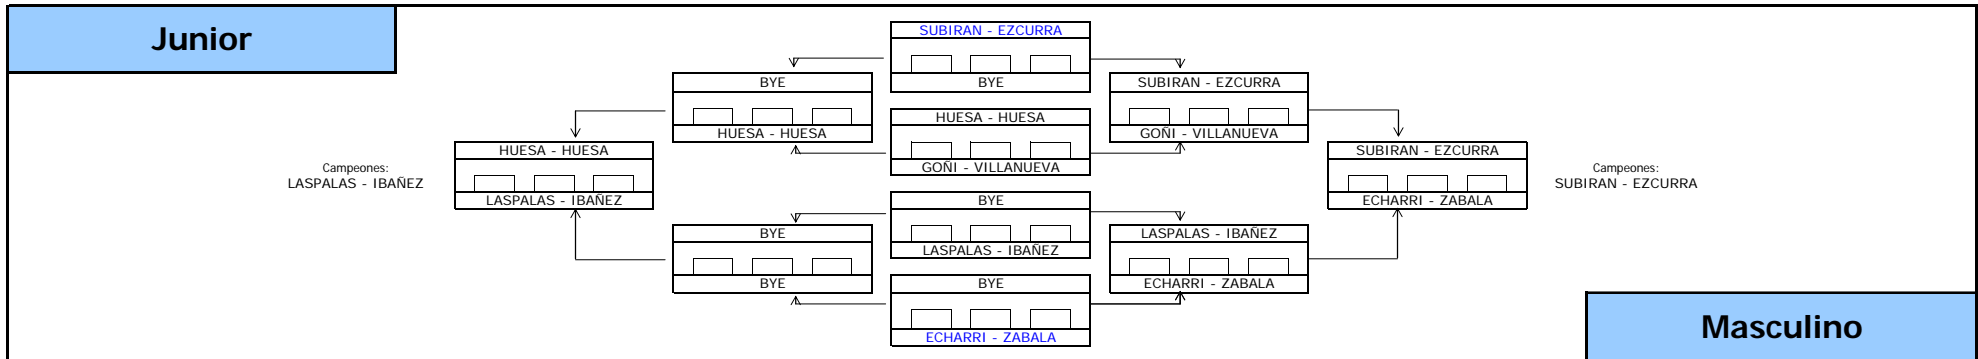 Junior
SUBIRAN - EZCURRA
BYE
BYE
HUESA - HUESA
SUBIRAN - EZCURRA
GOÑI - VILLANUEVA
HUESA - HUESA
GOÑI - VILLANUEVA
HUESA - HUESA
LASPALAS - IBAÑEZ
Campeones:
LASPALAS - IBAÑEZ
SUBIRAN - EZCURRA
ECHARRI - ZABALA
Campeones:
SUBIRAN - EZCURRA
BYE
LASPALAS - IBAÑEZ
BYE
BYE
LASPALAS - IBAÑEZ
ECHARRI - ZABALA
BYE
ECHARRI - ZABALA
Masculino